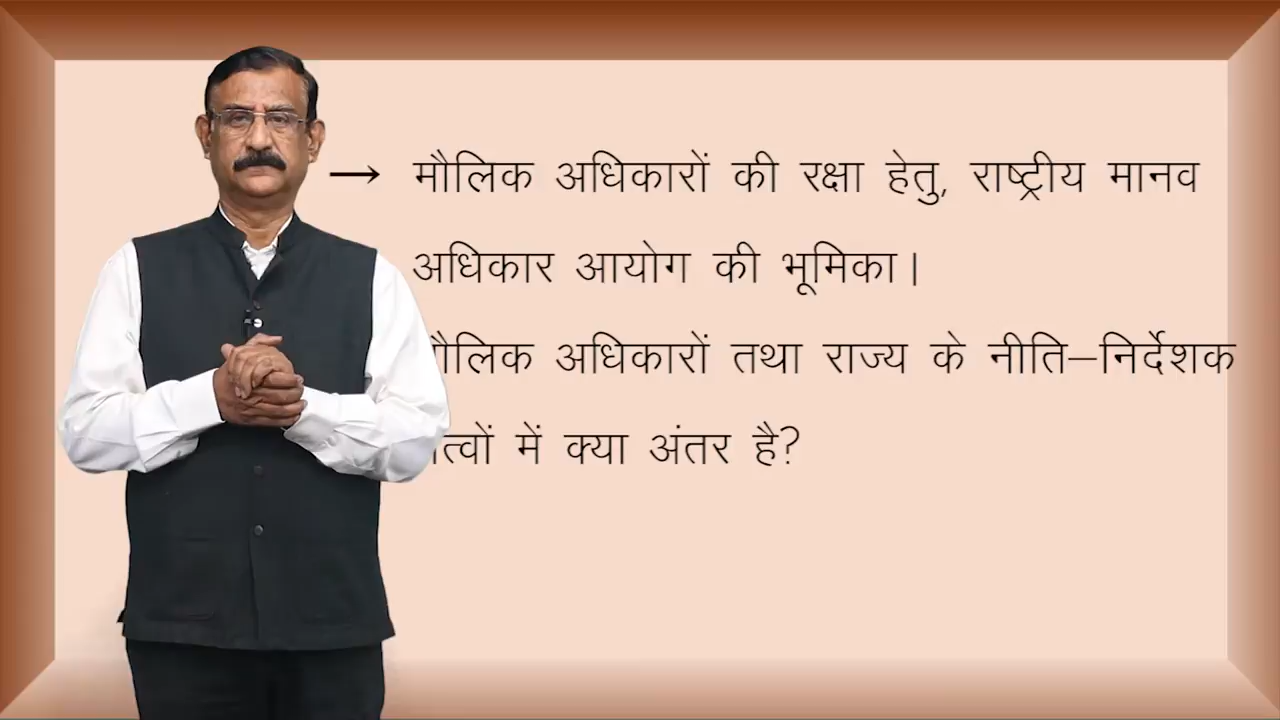 → मौलिक अधिकारों की रक्षा हेतु, राष्ट्रीय मानव
अधिकार आयोग की भूमिका।
अधिकारों तथा राज्य के नीति–निर्देशक
में क्या अंतर है?